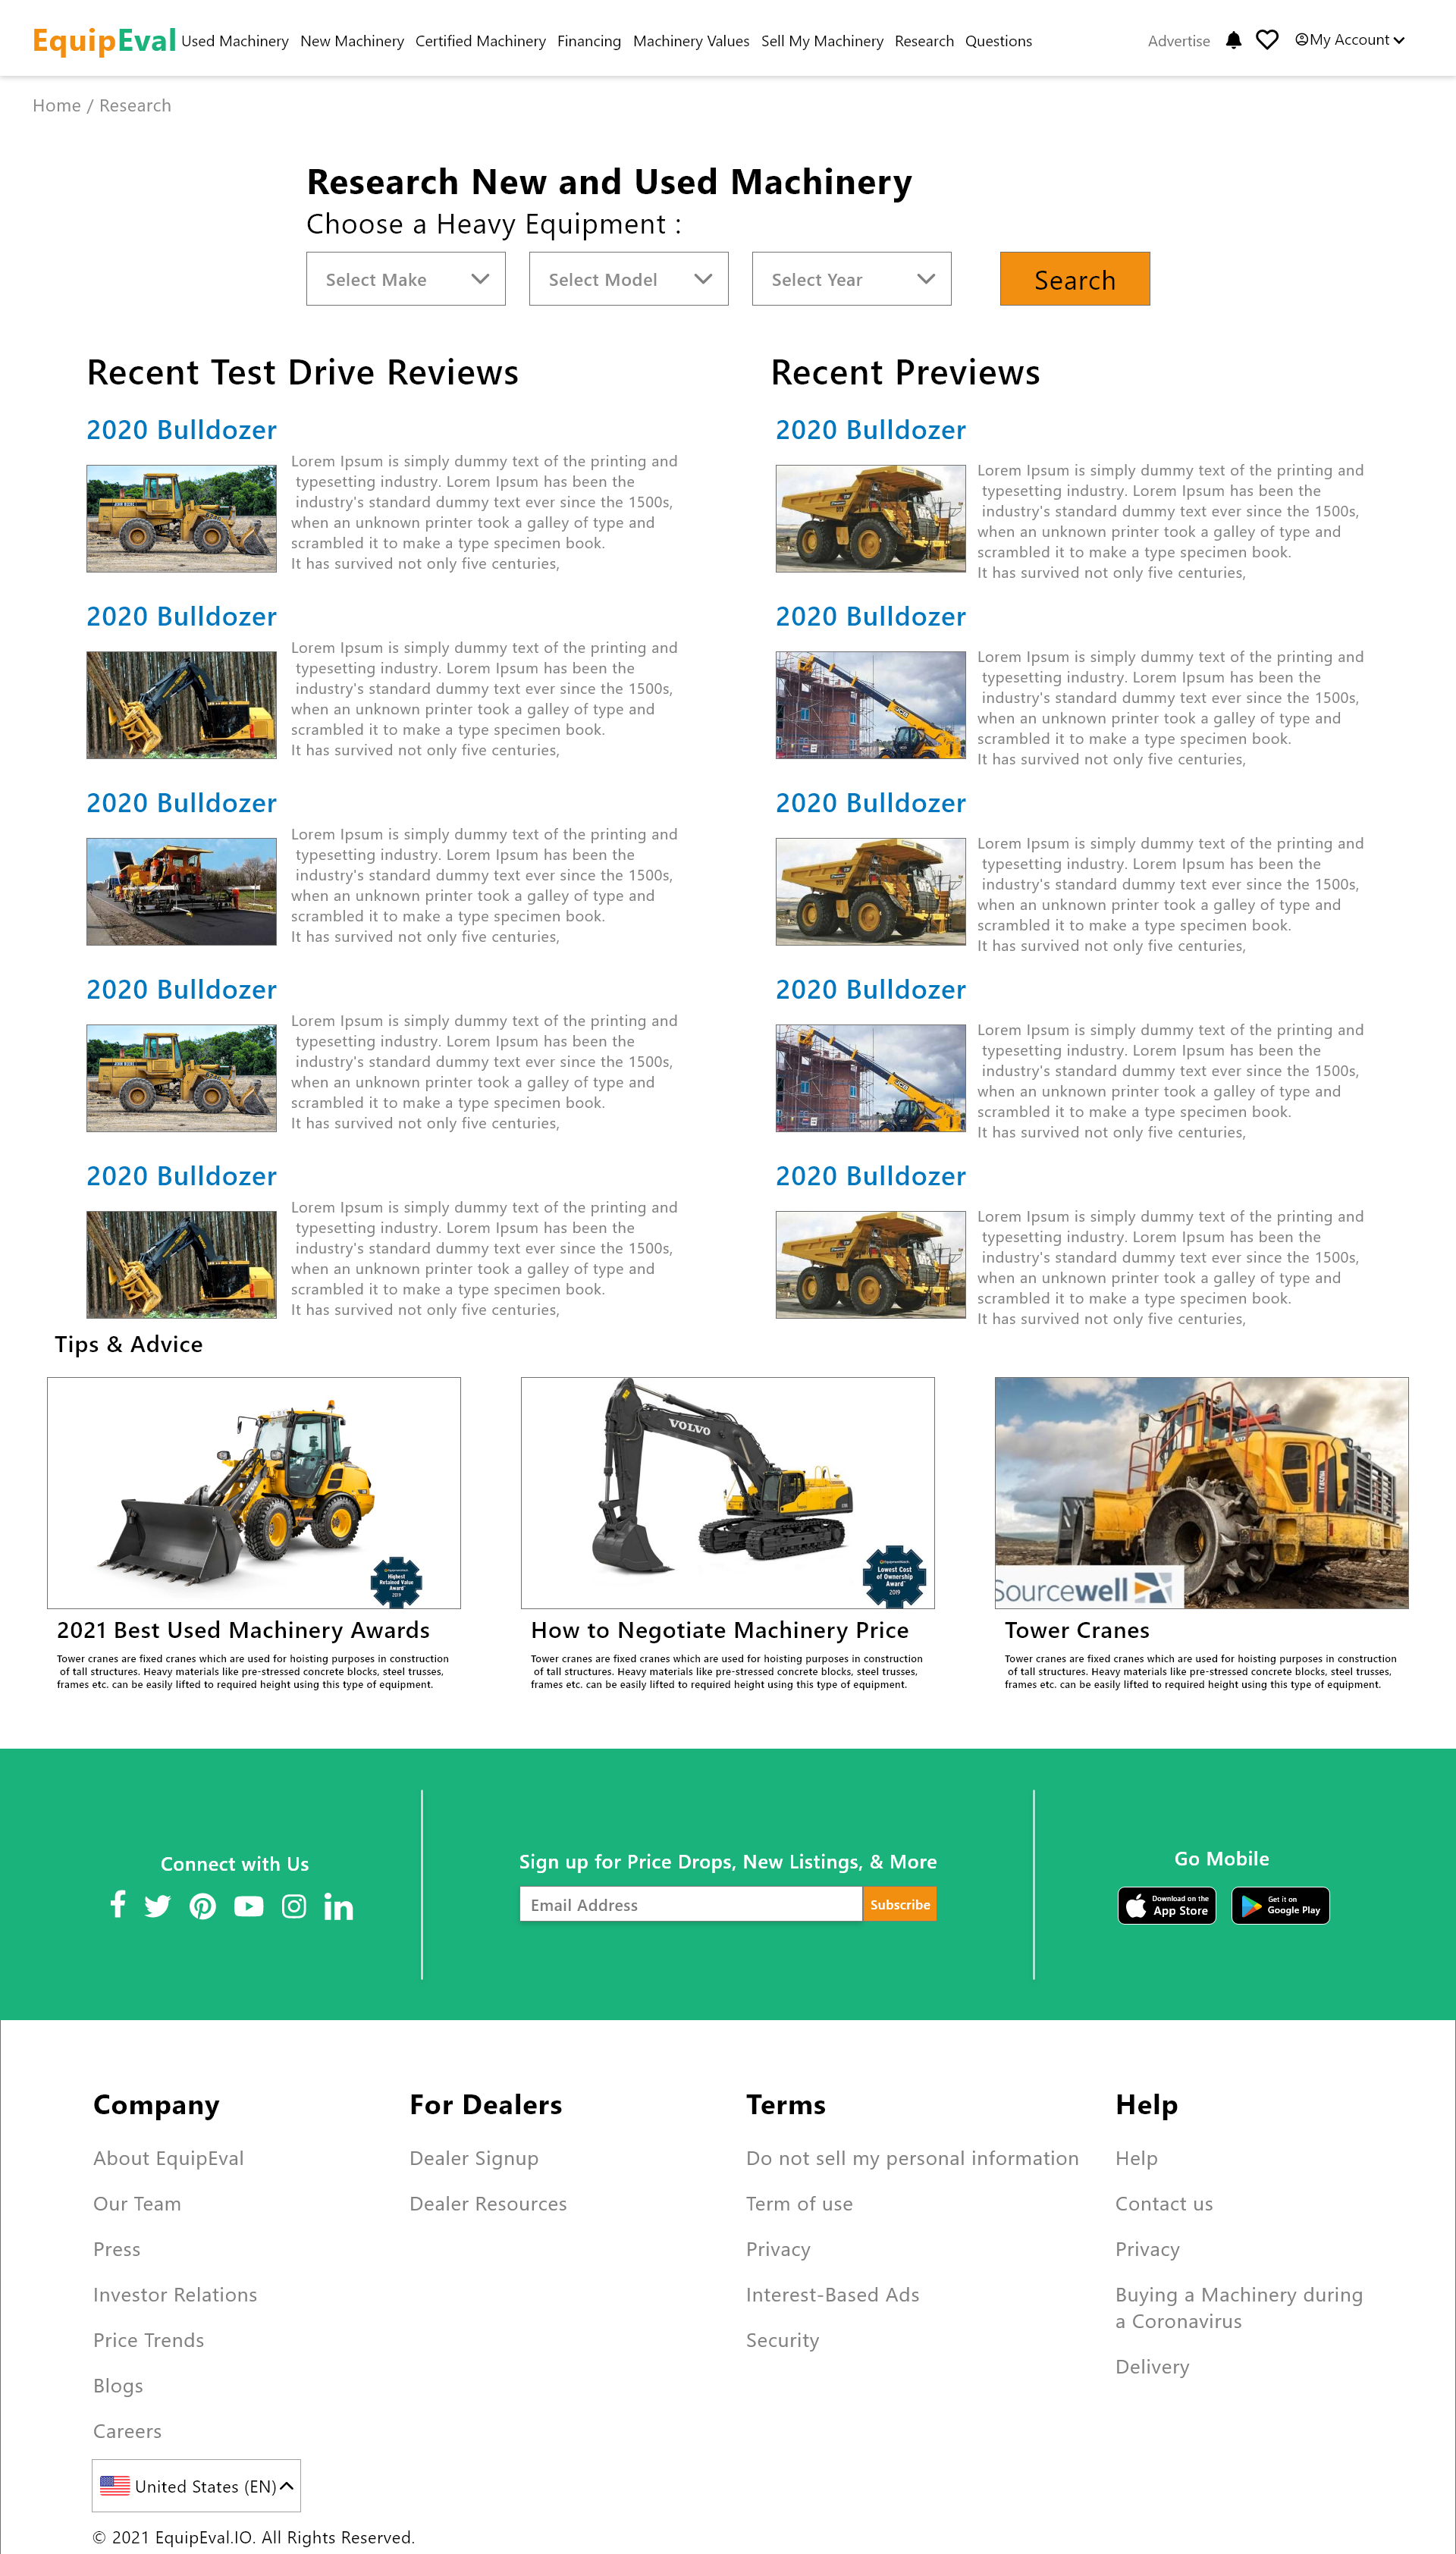 EquipEval Used Machinery New Machinery Certified Machinery Financing Machinery Values Sell My Machinery Research Questions Advertise My Account
Home / Research
Research New and Used Machinery
Choose a Heavy Equipment :
Select Make Select Model Select Year Search
Recent Test Drive Reviews
2020 Bulldozer
Lorem Ipsum is simply dummy text of the printing and
typesetting industry. Lorem Ipsum has been the
industry's standard dummy text ever since the 1500s,
when an unknown printer took a galley of type and
scrambled it to make a type specimen book.
It has survived not only five centuries,
2020 Bulldozer
Lorem Ipsum is simply dummy text of the printing and
typesetting industry. Lorem Ipsum has been the
industry's standard dummy text ever since the 1500s,
when an unknown printer took a galley of type and
scrambled it to make a type specimen book.
It has survived not only five centuries,
2020 Bulldozer
Lorem Ipsum is simply dummy text of the printing and
typesetting industry. Lorem Ipsum has been the
industry's standard dummy text ever since the 1500s,
when an unknown printer took a galley of type and
scrambled it to make a type specimen book.
It has survived not only five centuries,
2020 Bulldozer
Lorem Ipsum is simply dummy text of the printing and
typesetting industry. Lorem Ipsum has been the
industry's standard dummy text ever since the 1500s,
when an unknown printer took a galley of type and
scrambled it to make a type specimen book.
It has survived not only five centuries,
2020 Bulldozer
Lorem Ipsum is simply dummy text of the printing and
typesetting industry. Lorem Ipsum has been the
industry's standard dummy text ever since the 1500s,
when an unknown printer took a galley of type and
scrambled it to make a type specimen book.
It has survived not only five centuries,
Recent Previews
2020 Bulldozer
Lorem Ipsum is simply dummy text of the printing and
typesetting industry. Lorem Ipsum has been the
industry's standard dummy text ever since the 1500s,
when an unknown printer took a galley of type and
scrambled it to make a type specimen book.
It has survived not only five centuries,
2020 Bulldozer
JCB
Lorem Ipsum is simply dummy text of the printing and
typesetting industry. Lorem Ipsum has been the
industry's standard dummy text ever since the 1500s,
when an unknown printer took a galley of type and
scrambled it to make a type specimen book.
It has survived not only five centuries,
2020 Bulldozer
Lorem Ipsum is simply dummy text of the printing and
typesetting industry. Lorem Ipsum has been the
industry's standard dummy text ever since the 1500s,
when an unknown printer took a galley of type and
scrambled it to make a type specimen book.
It has survived not only five centuries,
2020 Bulldozer
JCB
Lorem Ipsum is simply dummy text of the printing and
typesetting industry. Lorem Ipsum has been the
industry's standard dummy text ever since the 1500s,
when an unknown printer took a galley of type and
scrambled it to make a type specimen book.
It has survived not only five centuries,
2020 Bulldozer
Lorem Ipsum is simply dummy text of the printing and
typesetting industry. Lorem Ipsum has been the
industry's standard dummy text ever since the 1500s,
when an unknown printer took a galley of type and
scrambled it to make a type specimen book.
It has survived not only five centuries,
Tips & Advice
VOLVO
Highest
Retained Value
Award
2019
2021 Best Used Machinery Awards
Tower cranes are fixed cranes which are used for hoisting purposes in construction
of tall structures. Heavy materials like pre-stressed concrete blocks, steel trusses,
frames etc. can be easily lifted to required height using this type of equipment.
VOLVO
Lowest Cost
of Ownership
Award
2019
How to Negotiate Machinery Price
Tower cranes are fixed cranes which are used for hoisting purposes in construction
of tall structures. Heavy materials like pre-stressed concrete blocks, steel trusses,
frames etc. can be easily lifted to required height using this type of equipment.
Sourcewell
Tower Cranes
Tower cranes are fixed cranes which are used for hoisting purposes in construction
of tall structures. Heavy materials like pre-stressed concrete blocks, steel trusses,
frames etc. can be easily lifted to required height using this type of equipment.
Connect with Us
Sign up for Price Drops, New Listings, & More
Email Address Subscribe
Go Mobile
Download on the
App Store
Get it on
Google Play
Company
About EquipEval
Our Team
Press
Investor Relations
Price Trends
Blogs
Careers
For Dealers
Dealer Signup
Dealer Resources
Terms
Do not sell my personal information
Term of use
Privacy
Interest-Based Ads
Security
Help
Help
Contact us
Privacy
Buying a Machinery during
a Coronavirus
Delivery
United States (EN)
© 2021 EquipEval.IO. All Rights Reserved.